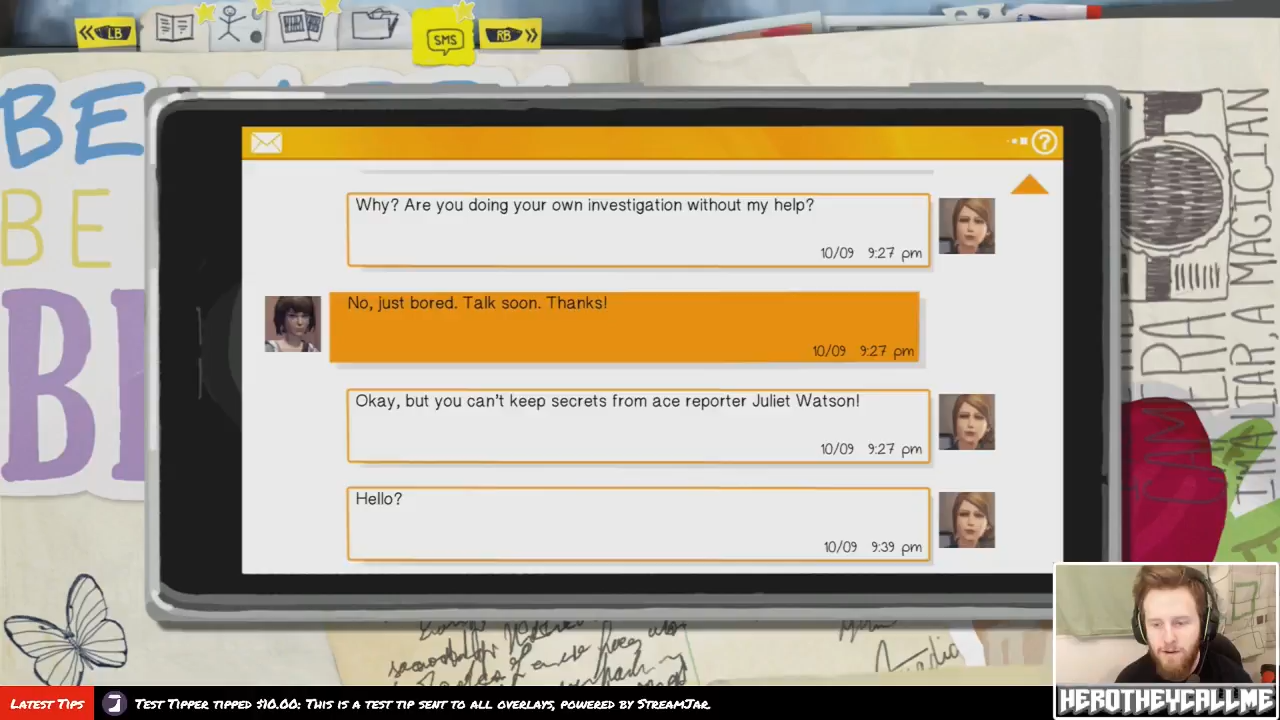 LB
SMS
RB
BE
BE
Why? Are you doing your own investigation without my help?
10/09 9:27 pm
No, just bored. Talk soon. Thanks!
10/09 9:27 pm
Okay, but you can't keep secrets from ace reporter Juliet Watson!
10/09 9:27 pm
Hello?
10/09 9:39 pm
CAMERA
LIAR, A MAGICIAN
HEROTHEYCALLME
LATEST TIPS
TEST TIPPER TIPPED $10.00: THIS IS A TEST TIP SENT TO ALL OVERLAYS, POWERED BY STREAMJAR.